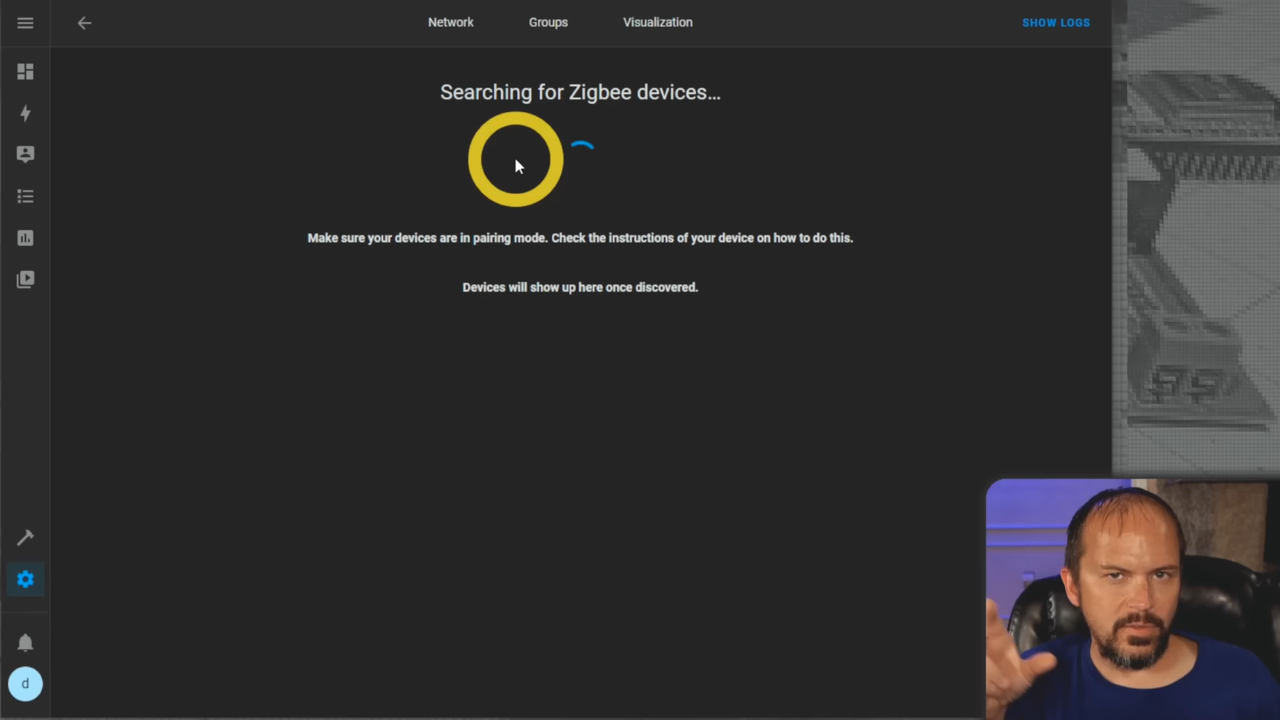 Network
Groups
Visualization
SHOW LOGS
Searching for Zigbee devices...
Make sure your devices are in pairing mode. Check the instructions of your device on how to do this.
Devices will show up here once discovered.
d